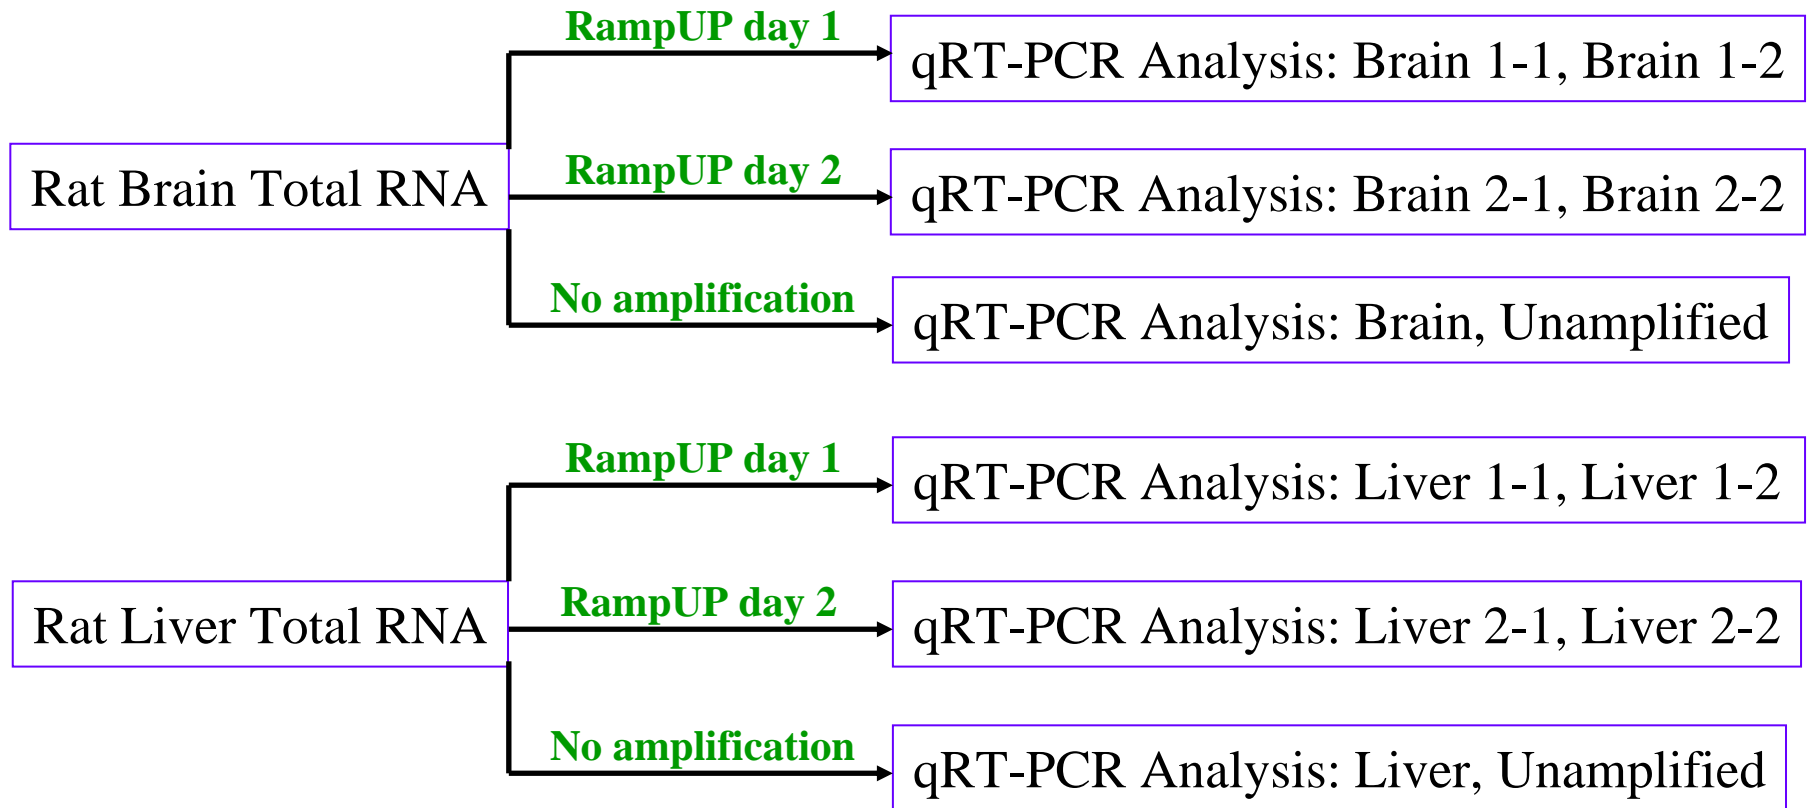 RampUP day 1
qRT-PCR Analysis: Brain 1-1, Brain 1-2
Rat Brain Total RNA
RampUP day 2
qRT-PCR Analysis: Brain 2-1, Brain 2-2
No amplification
qRT-PCR Analysis: Brain, Unamplified
RampUP day 1
qRT-PCR Analysis: Liver 1-1, Liver 1-2
Rat Liver Total RNA
RampUP day 2
qRT-PCR Analysis: Liver 2-1, Liver 2-2
No amplification
qRT-PCR Analysis: Liver, Unamplified